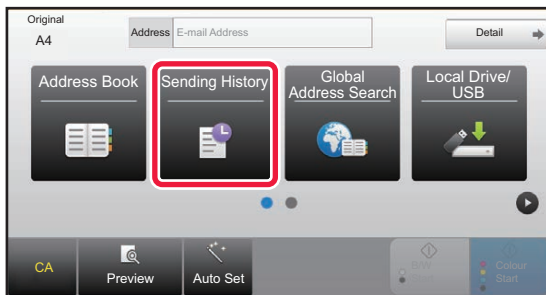 Original
A4
Address E-mail Address
Detail
Address Book
Sending History
Global
Address Search
Local Drive/
USB
CA
Preview
Auto Set
B/W
Start
Colour
Start